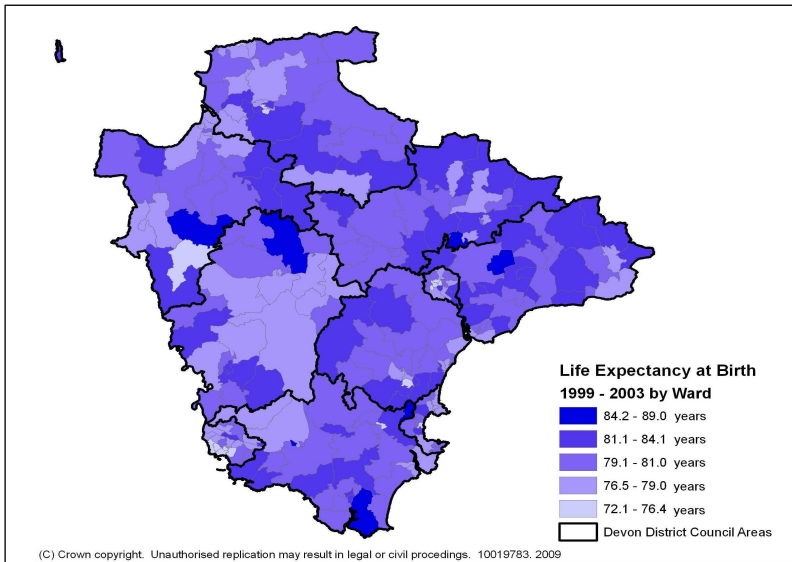 Life Expectancy at Birth
1999 - 2003 by Ward
84.2 - 89.0 years
81.1 - 84.1 years
79.1 - 81.0 years
76.5 - 79.0 years
72.1 - 76.4 years
Devon District Council Areas
(C) Crown copyright. Unauthorised replication may result in legal or civil procedings. 10019783. 2009